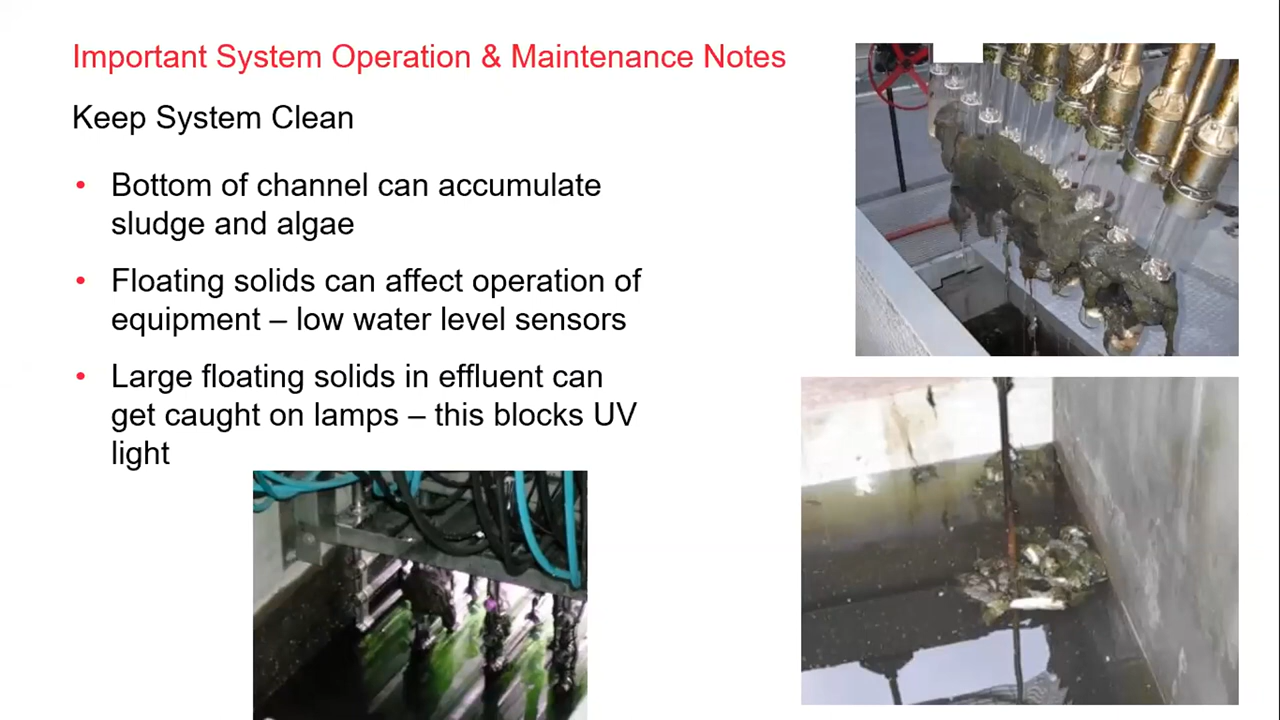 Important System Operation & Maintenance Notes
Keep System Clean
• Bottom of channel can accumulate
sludge and algae
• Floating solids can affect operation of
equipment – low water level sensors
• Large floating solids in effluent can
get caught on lamps – this blocks UV
light